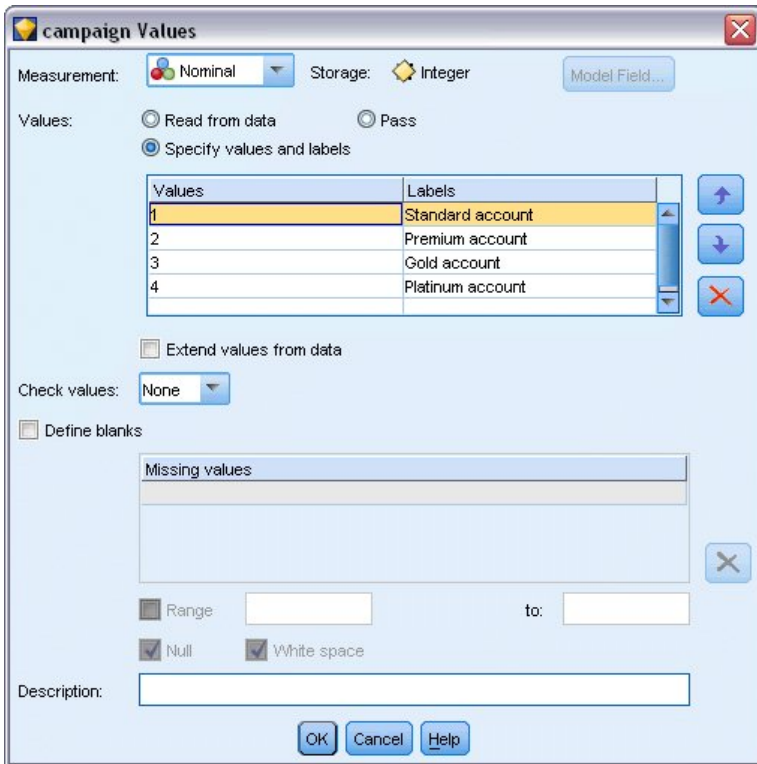 campaign Values
Measurement: Nominal Storage: Integer Model Field...
Values: Read from data Pass
Specify values and labels
Values Labels
1 Standard account
2 Premium account
3 Gold account
4 Platinum account
Extend values from data
Check values: None
Define blanks
Missing values
Range to:
Null White space
Description:
OK Cancel Help